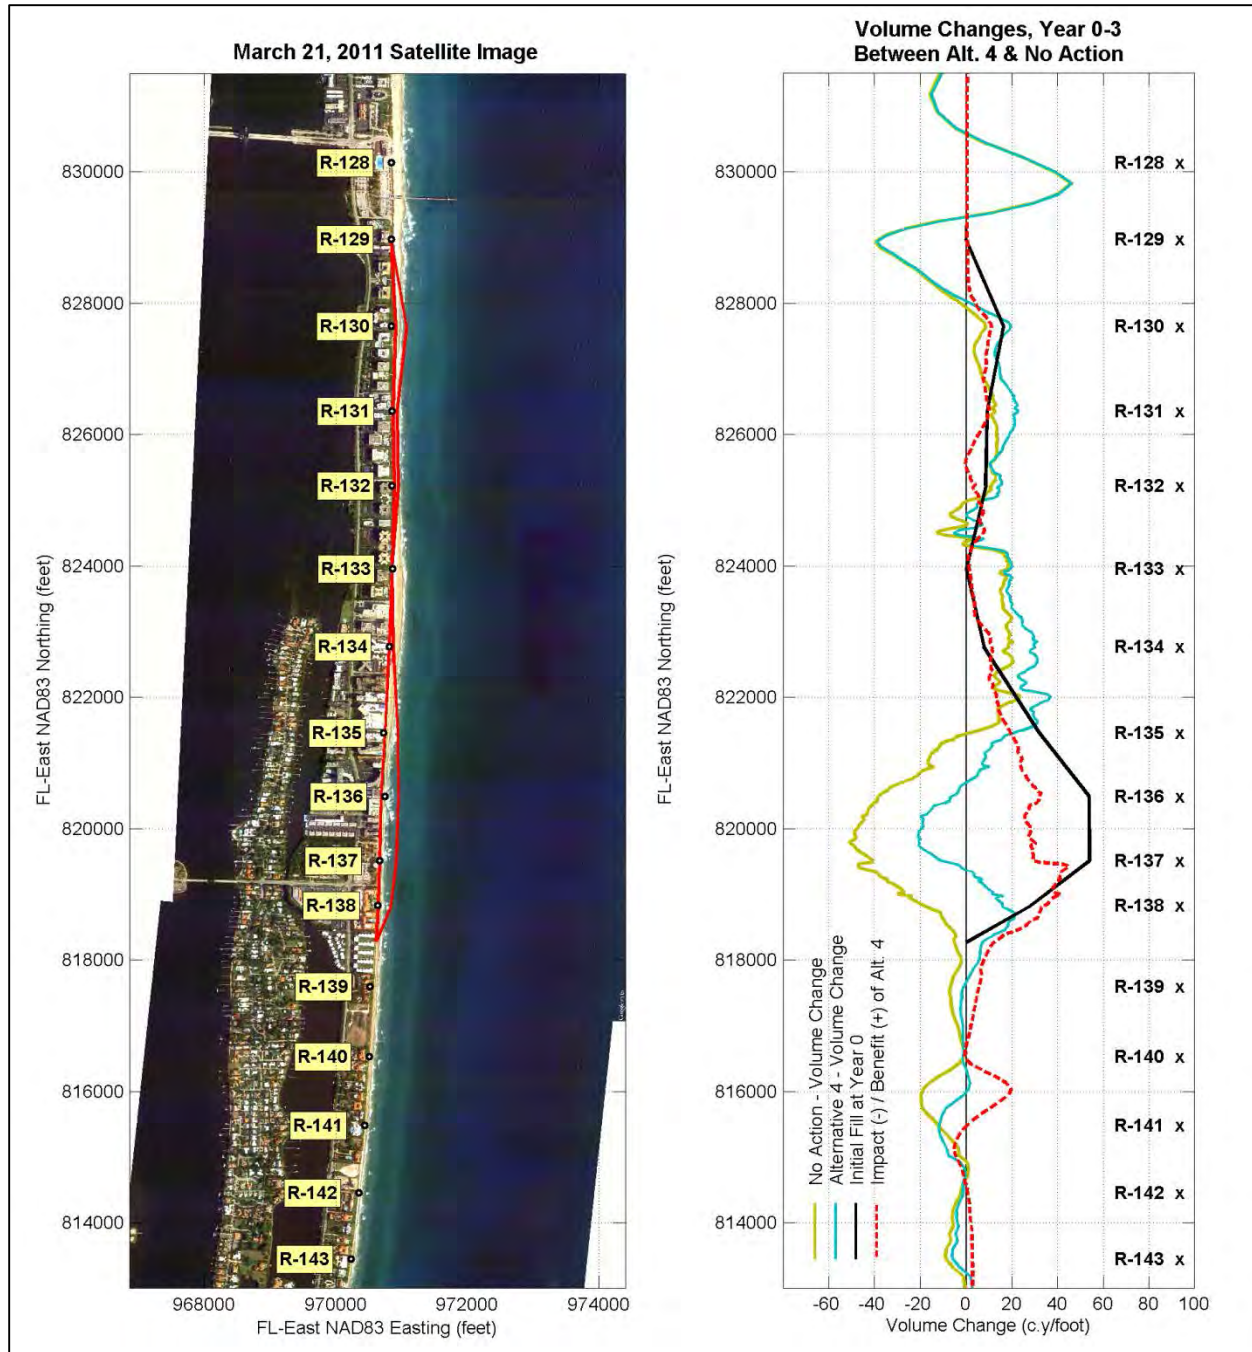 March 21, 2011 Satellite Image
FL-East NAD83 Northing (feet)
830000
828000
826000
824000
822000
820000
818000
816000
814000
R-128
R-129
R-130
R-131
R-132
R-133
R-134
R-135
R-136
R-137
R-138
R-139
R-140
R-141
R-142
R-143
968000 970000 972000 974000
FL-East NAD83 Easting (feet)
Volume Changes, Year 0-3
Between Alt. 4 & No Action
FL-East NAD83 Northing (feet)
830000
828000
826000
824000
822000
820000
818000
816000
814000
R-128 x
R-129 x
R-130 x
R-131 x
R-132 x
R-133 x
R-134 x
R-135 x
R-136 x
R-137 x
R-138 x
R-139 x
R-140 x
R-141 x
R-142 x
R-143 x
No Action - Volume Change
Alternative 4 - Volume Change
Initial Fill at Year 0
Impact (-) / Benefit (+) of Alt. 4
-60 -40 -20 0 20 40 60 80 100
Volume Change (c.y/foot)